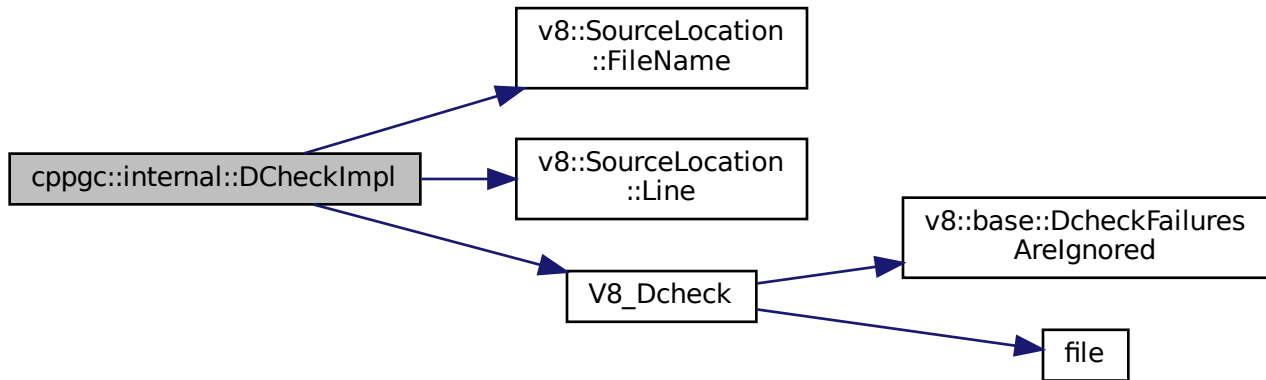 v8::SourceLocation
::FileName
cppgc::internal::DCheckImpl
v8::SourceLocation
::Line
v8::base::DcheckFailures
AreIgnored
V8_Dcheck
file